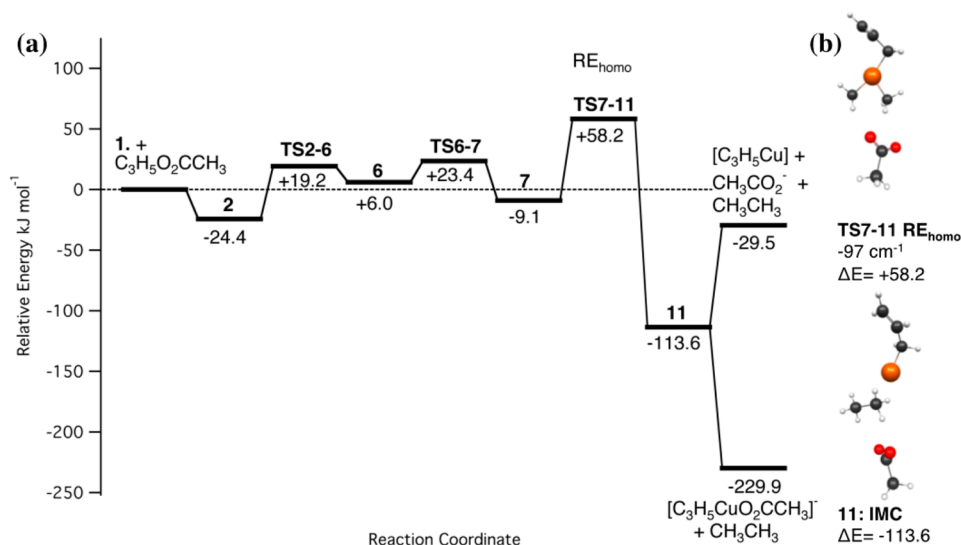 (a)
(b)
Relative Energy kJ mol⁻¹
100
50
0
-50
-100
-150
-200
-250
1. +
C₃H₅O₂CCH₃
2
-24.4
TS2-6
+19.2
6
+6.0
TS6-7
+23.4
7
-9.1
REhomo
TS7-11
+58.2
11
-113.6
[C₃H₅Cu] +
CH₃CO₂⁻ +
CH₃CH₃
-29.5
-229.9
[C₃H₅CuO₂CCH₃]⁻
+ CH₃CH₃
Reaction Coordinate
TS7-11 REhomo
-97 cm⁻¹
ΔE= +58.2
11: IMC
ΔE= -113.6